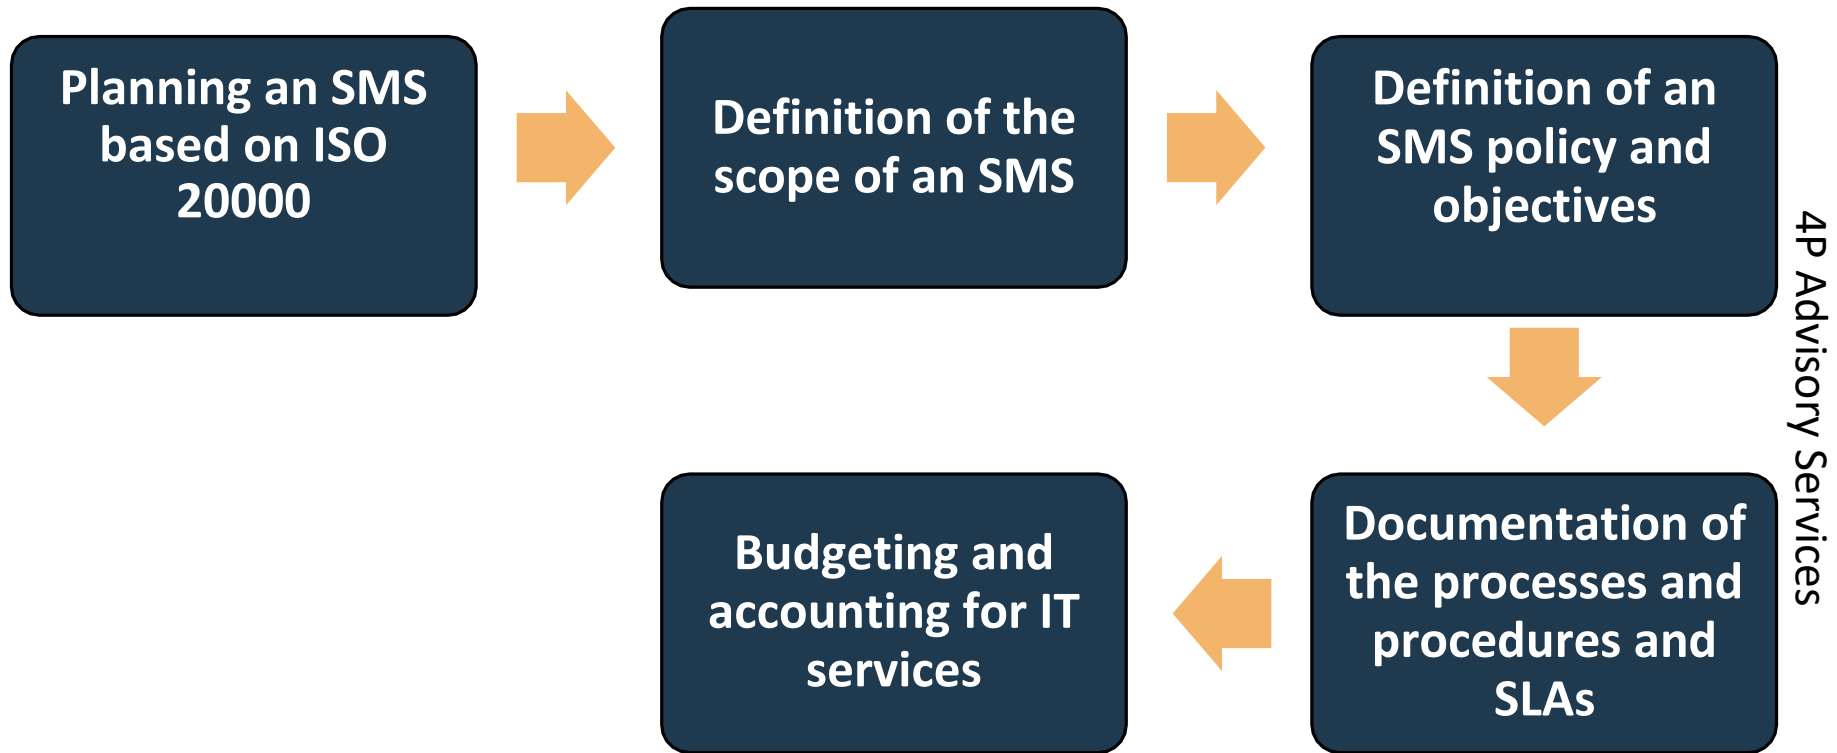 Planning an SMS
based on ISO
20000
Definition of the
scope of an SMS
Definition of an
SMS policy and
objectives
Documentation of
the processes and
procedures and
SLAs
Budgeting and
accounting for IT
services
4P Advisory Services